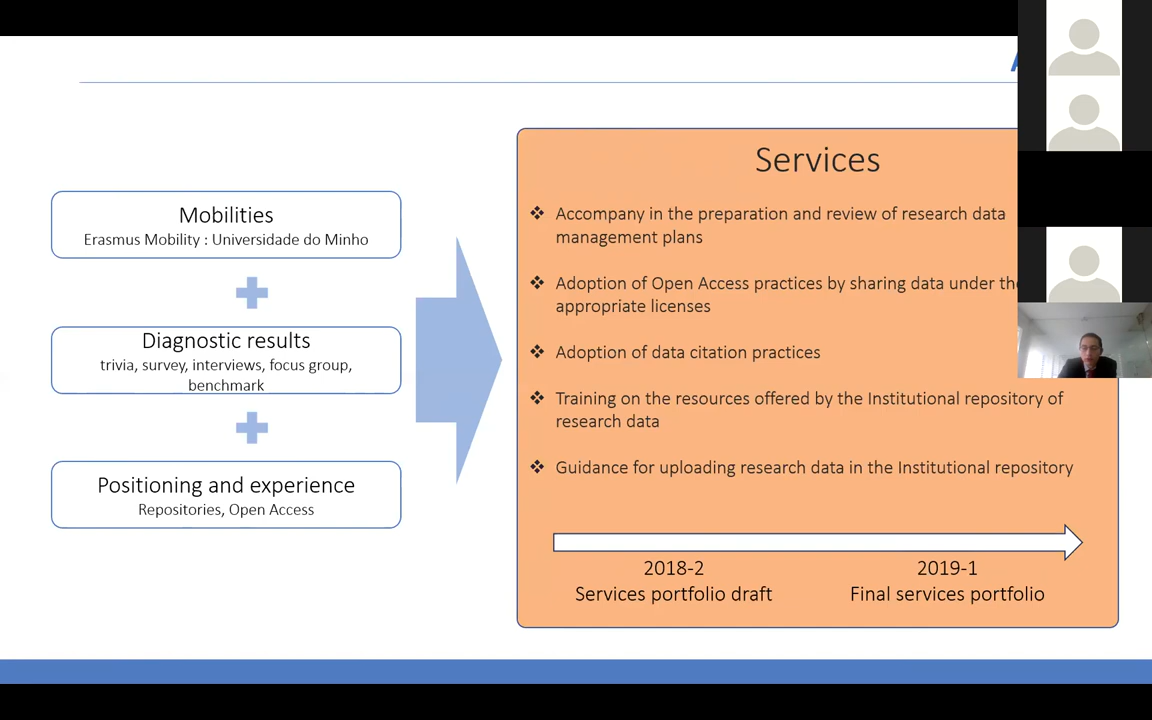 Mobilities
Erasmus Mobility : Universidade do Minho
Diagnostic results
trivia, survey, interviews, focus group,
benchmark
Positioning and experience
Repositories, Open Access
Services
❖ Accompany in the preparation and review of research data
management plans
❖ Adoption of Open Access practices by sharing data under
appropriate licenses
❖ Adoption of data citation practices
❖ Training on the resources offered by the Institutional repository of
research data
❖ Guidance for uploading research data in the Institutional repository
2018-2
Services portfolio draft
2019-1
Final services portfolio